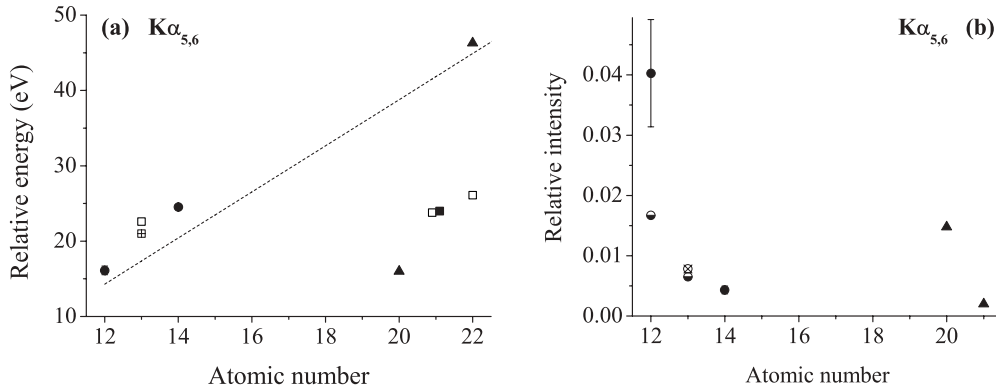 (a) Kα5,6
Relative energy (eV)
50
40
30
20
10
12 14 16 18 20 22
Atomic number
Kα5,6 (b)
Relative intensity
0.04
0.03
0.02
0.01
0.00
12 14 16 18 20
Atomic number